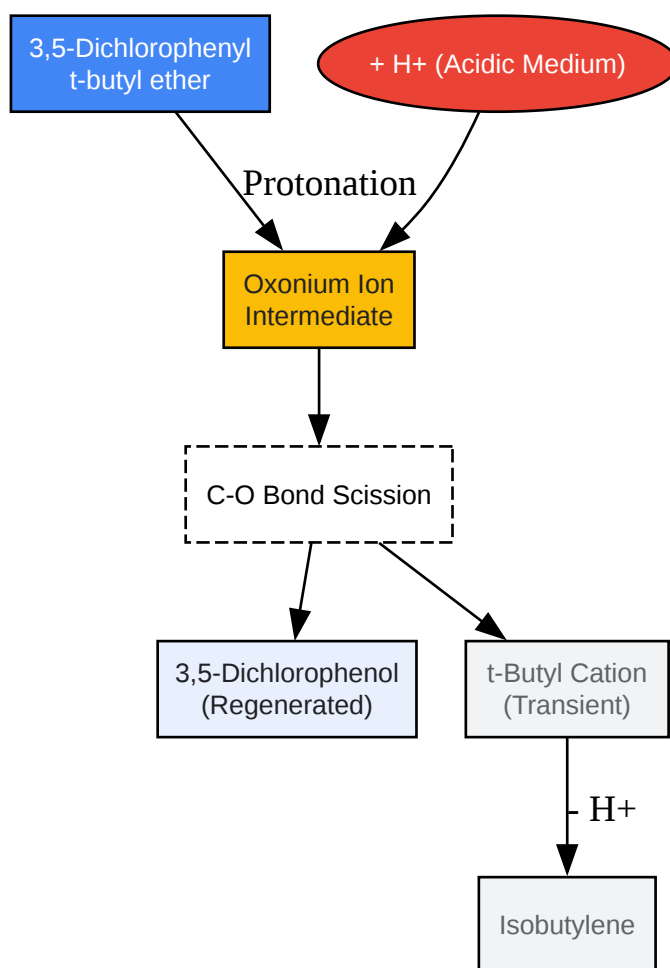 3,5-Dichlorophenyl
t-butyl ether
+ H+ (Acidic Medium)
Protonation
Oxonium Ion
Intermediate
C-O Bond Scission
3,5-Dichlorophenol
(Regenerated)
t-Butyl Cation
(Transient)
- H+
Isobutylene